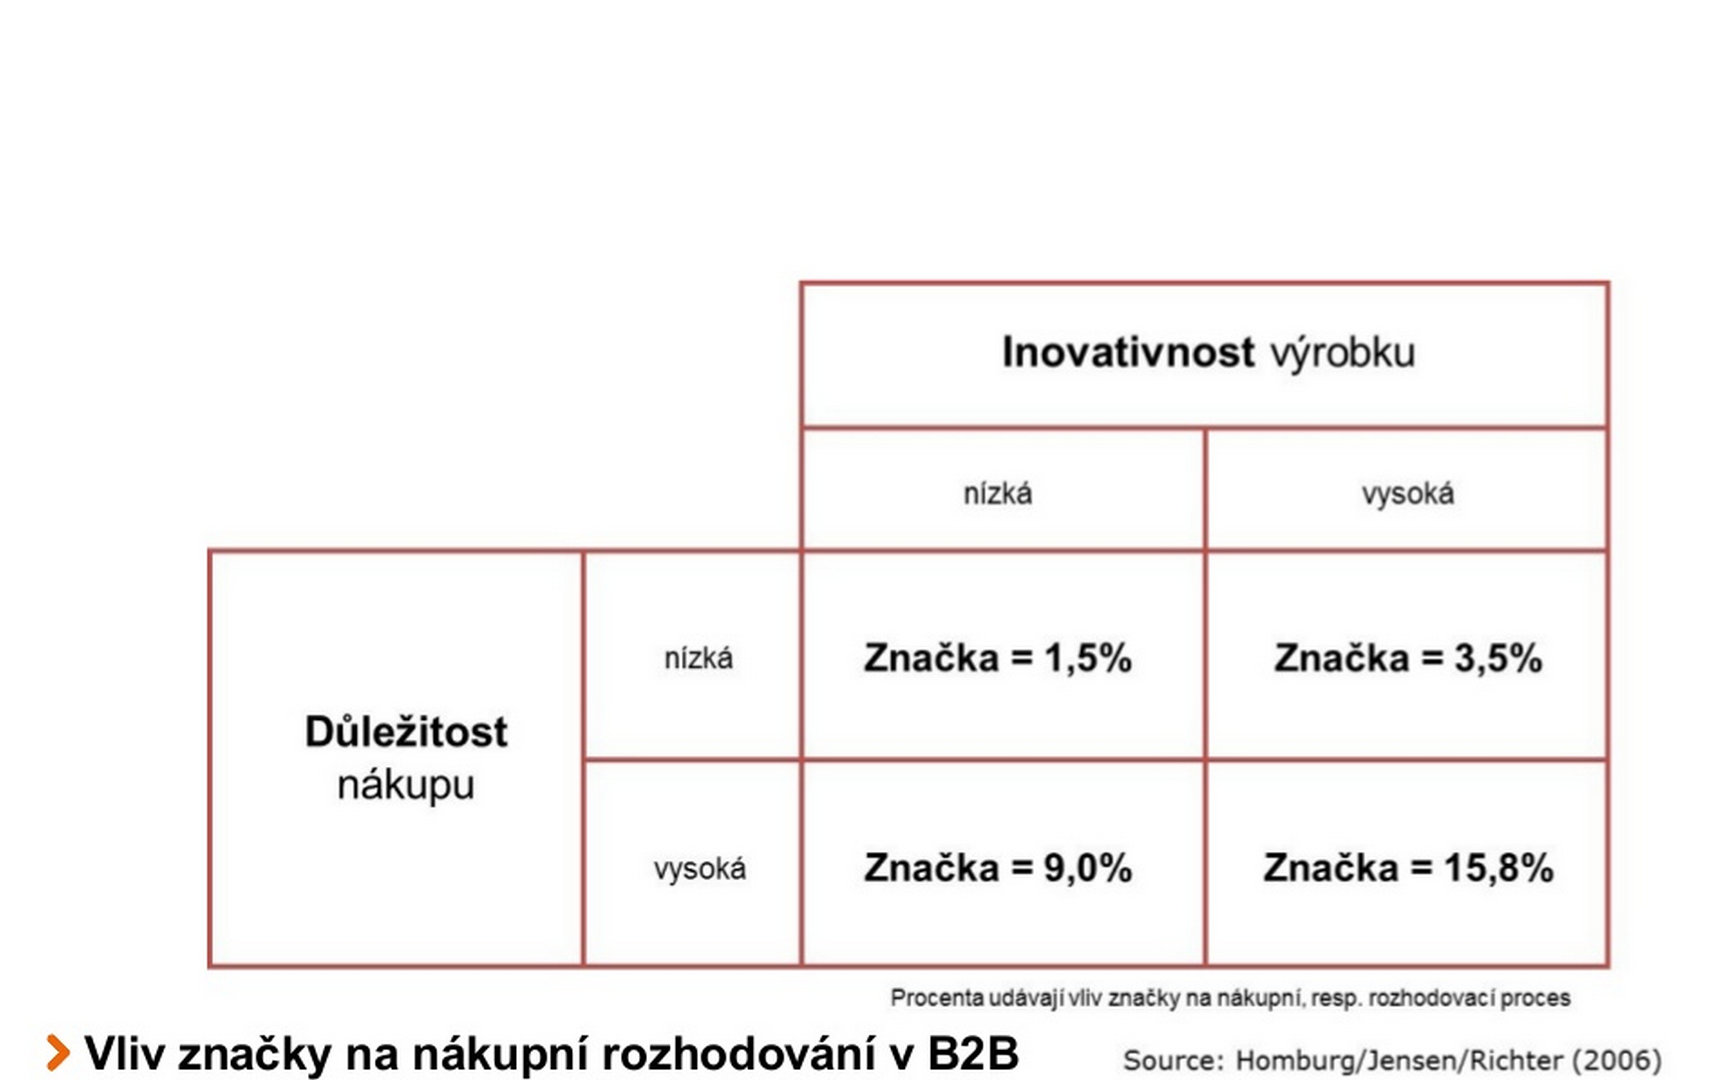 Inovativnost výrobku
nízká
vysoká
Důležitost
nákupu
nízká
Značka = 1,5%
Značka = 3,5%
vysoká
Značka = 9,0%
Značka = 15,8%
Procenta udávají vliv značky na nákupní, resp. rozhodovací proces
Vliv značky na nákupní rozhodování v B2B
Source: Homburg/Jensen/Richter (2006)